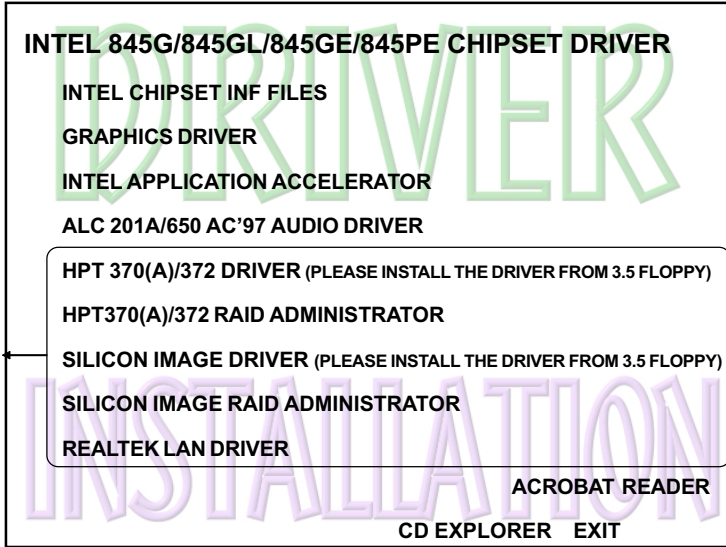 DRIVER
INTEL 845G/845GL/845GE/845PE CHIPSET DRIVER
INTEL CHIPSET INF FILES
GRAPHICS DRIVER
INTEL APPLICATION ACCELERATOR
ALC 201A/650 AC’97 AUDIO DRIVER
HPT 370(A)/372 DRIVER (PLEASE INSTALL THE DRIVER FROM 3.5 FLOPPY)
HPT370(A)/372 RAID ADMINISTRATOR
SILICON IMAGE DRIVER (PLEASE INSTALL THE DRIVER FROM 3.5 FLOPPY)
SILICON IMAGE RAID ADMINISTRATOR
REALTEK LAN DRIVER
INSTALLATION
ACROBAT READER
CD EXPLORER EXIT